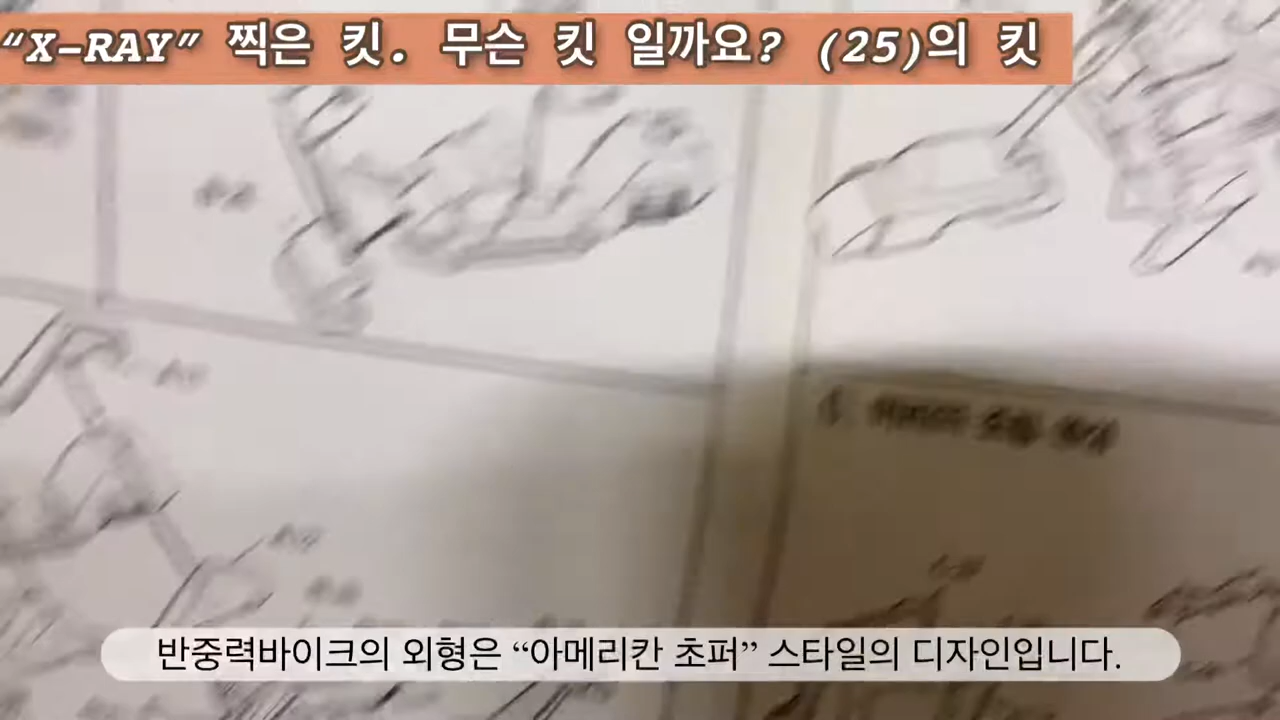 “X-RAY” 찍은 킷. 무슨 킷 일까요? (25)의 킷
반중력바이크의 외형은 “아메리칸 초퍼” 스타일의 디자인입니다.